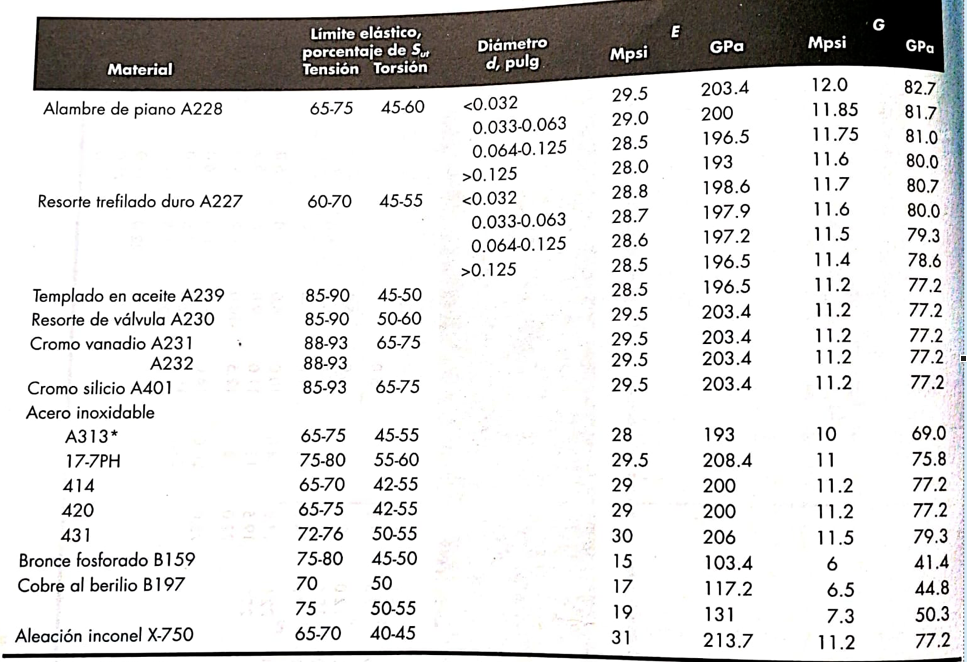 Material Límite elástico, porcentaje de Sut Tensión Torsión Diámetro d, pulg E Mpsi GPa G Mpsi GPa
Alambre de piano A228 65-75 45-60 <0.032 29.5 203.4 12.0 82.7
0.033-0.063 29.0 200 11.85 81.7
0.064-0.125 28.5 196.5 11.75 81.0
>0.125 28.0 193 11.6 80.0
Resorte trefilado duro A227 60-70 45-55 <0.032 28.8 198.6 11.7 80.7
0.033-0.063 28.7 197.9 11.6 80.0
0.064-0.125 28.6 197.2 11.5 79.3
>0.125 28.5 196.5 11.4 78.6
Templado en aceite A239 85-90 45-50 28.5 196.5 11.2 77.2
Resorte de válvula A230 85-90 50-60 29.5 203.4 11.2 77.2
Cromo vanadio A231 88-93 65-75 29.5 203.4 11.2 77.2
A232 88-93 29.5 203.4 11.2 77.2
Cromo silicio A401 85-93 65-75 29.5 203.4 11.2 77.2
Acero inoxidable
A313* 65-75 45-55 28 193 10 69.0
17-7PH 75-80 55-60 29.5 208.4 11 75.8
414 65-70 42-55 29 200 11.2 77.2
420 65-75 42-55 29 200 11.2 77.2
431 72-76 50-55 30 206 11.5 79.3
Bronce fosforado B159 75-80 45-50 15 103.4 6 41.4
Cobre al berilio B197 70 50 17 117.2 6.5 44.8
75 50-55 19 131 7.3 50.3
Aleación inconel X-750 65-70 40-45 31 213.7 11.2 77.2